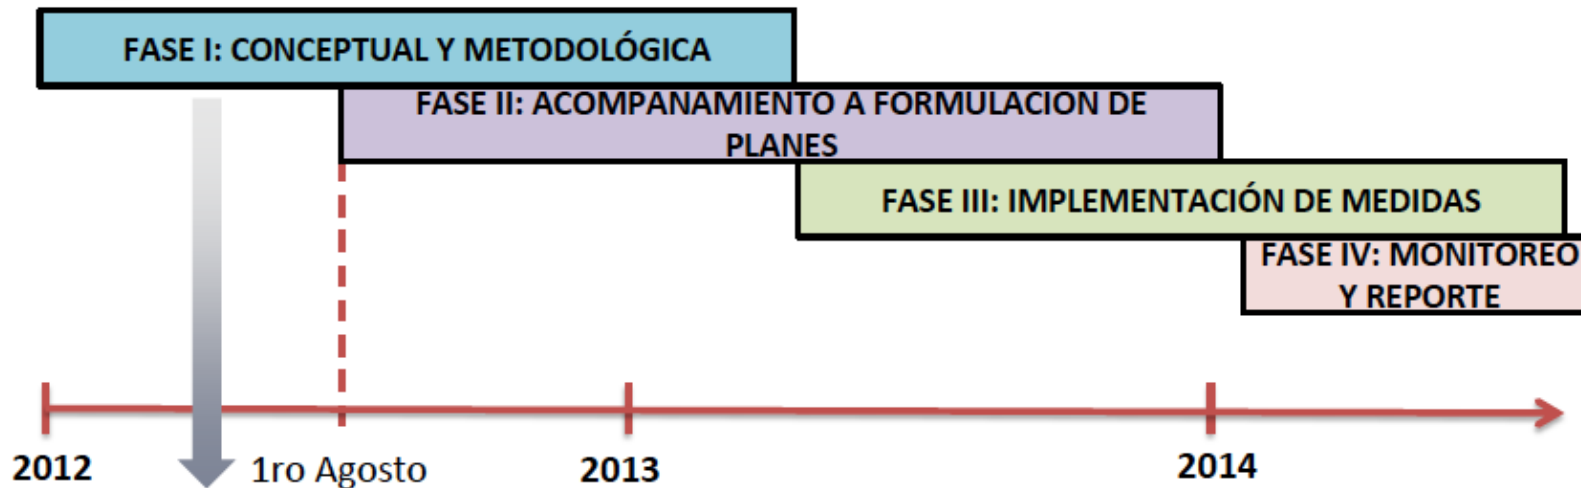 FASE I: CONCEPTUAL Y METODOLÓGICA
FASE II: ACOMPANAMIENTO A FORMULACION DE
PLANES
FASE III: IMPLEMENTACIÓN DE MEDIDAS
FASE IV: MONITOREO
Y REPORTE
2012
1ro Agosto
2013
2014